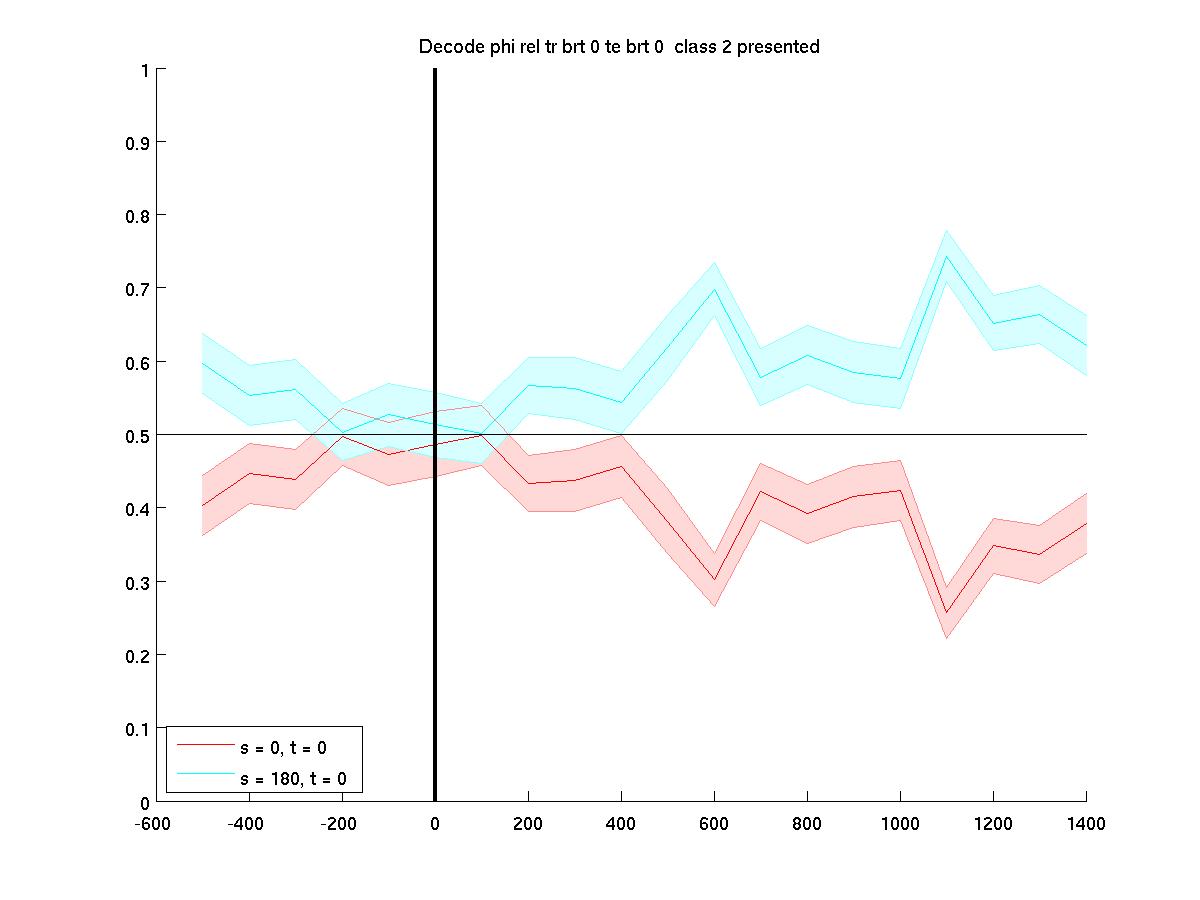 Decode phi rel tr brt 0 te brt 0  class 2 presented
1
0.9
0.8
0.7
0.6
0.5
0.4
0.3
0.2
0.1
0
s = 0, t = 0
s = 180, t = 0
-600 -400 -200 0 200 400 600 800 1000 1200 1400